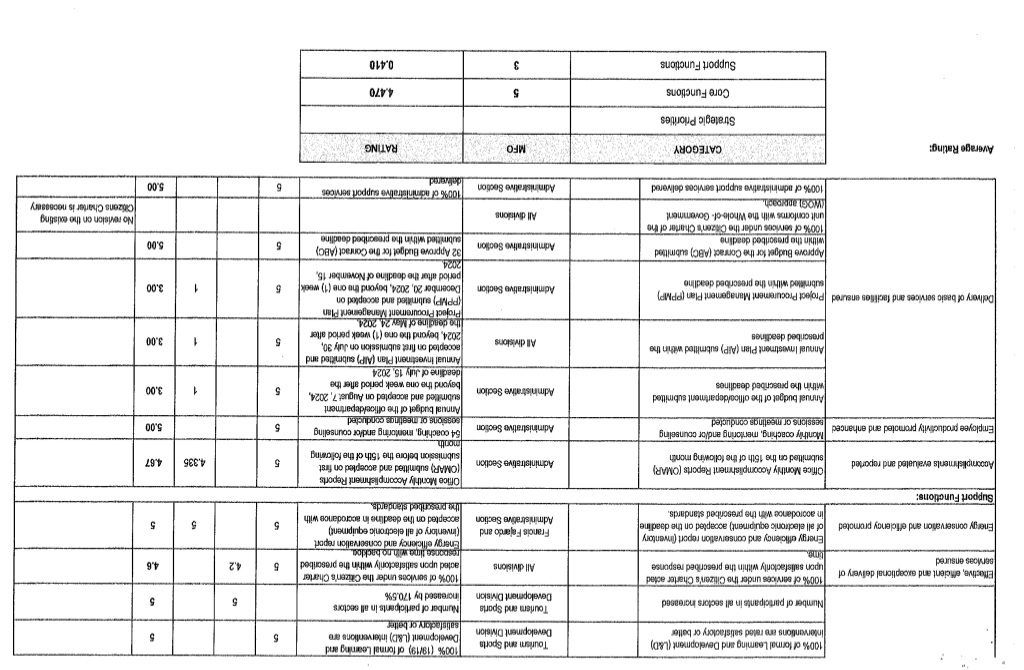 100% of formal Learning and Development (L&D)
interventions are rated satisfactory or better
Tourism and Sports
Development Division
100% (19/19) of formal Learning and
Development (L&D) interventions are
satisfactory or better
5
5
Number of participants in all sectors increased
Tourism and Sports
Development Division
Number of participants in all sectors
increased by 170.5%
5
5
Effective, efficient and exceptional delivery of
services ensured
100% of services under the Citizen's Charter acted
upon satisfactorily within the prescribed response
time.
All divisions
100% of services under the Citizen's Charter
acted upon satisfactorily within the prescribed
response time with no backlog.
5
4.2
4.6
Energy conservation and efficiency promoted
Energy efficiency and conservation report (Inventory
of all electronic equipment) accepted on the deadline
in accordance with the prescribed standards.
Francis Fajardo and
Administrative Section
Energy efficiency and conservation report
(Inventory of all electronic equipment)
accepted on the deadline in accordance with
the prescribed standards.
5
5
5
Support Functions:
Accomplishments evaluated and reported
Office Monthly Accomplishment Reports (OMAR)
submitted on the 15th of the following month
Administrative Section
Office Monthly Accomplishment Reports
(OMAR) submitted and accepted on first
submission before the 15th of the following
month
5
4.335
4.67
Employee productivity promoted and enhanced
Monthly coaching, mentoring and/or counseling
sessions or meetings conducted
Administrative Section
54 coaching, mentoring and/or counseling
sessions or meetings conducted
5
5.00
Delivery of basic services and facilities ensured
Annual budget of the office/department submitted
within the prescribed deadlines
Administrative Section
Annual budget of the office/department
submitted and accepted on August 7, 2024,
beyond the one week period after the
deadline of July 15, 2024
5
1
3.00
Annual Investment Plan (AIP) submitted within the
prescribed deadlines
All divisions
Annual Investment Plan (AIP) submitted and
accepted on first submission on July 30,
2024, beyond the one (1) week period after
the deadline of May 24, 2024.
5
1
3.00
Project Procurement Management Plan (PPMP)
submitted within the prescribed deadline
Administrative Section
Project Procurement Management Plan
(PPMP) submitted and accepted on
December 20, 2024, beyond the one (1) week
period after the deadline of November 15,
2024.
5
1
3.00
Approve Budget for the Conract (ABC) submitted
within the prescribed deadline
Administrative Section
32 Approve Budget for the Conract (ABC)
submitted within the prescribed deadline
5
5.00
100% of services under the Citizen's Charter of the
unit conforms with the Whole-of- Government
(WOG) approach.
All divisions
No revision on the existing
Citizens Charter is necessary
100% of administrative support services delivered
Administrative Section
100% of administrative support services
delivered
5
5.00
Average Rating:
CATEGORY
MFO
RATING
Strategic Priorities
Core Functions
5
4.470
Support Functions
3
0.410